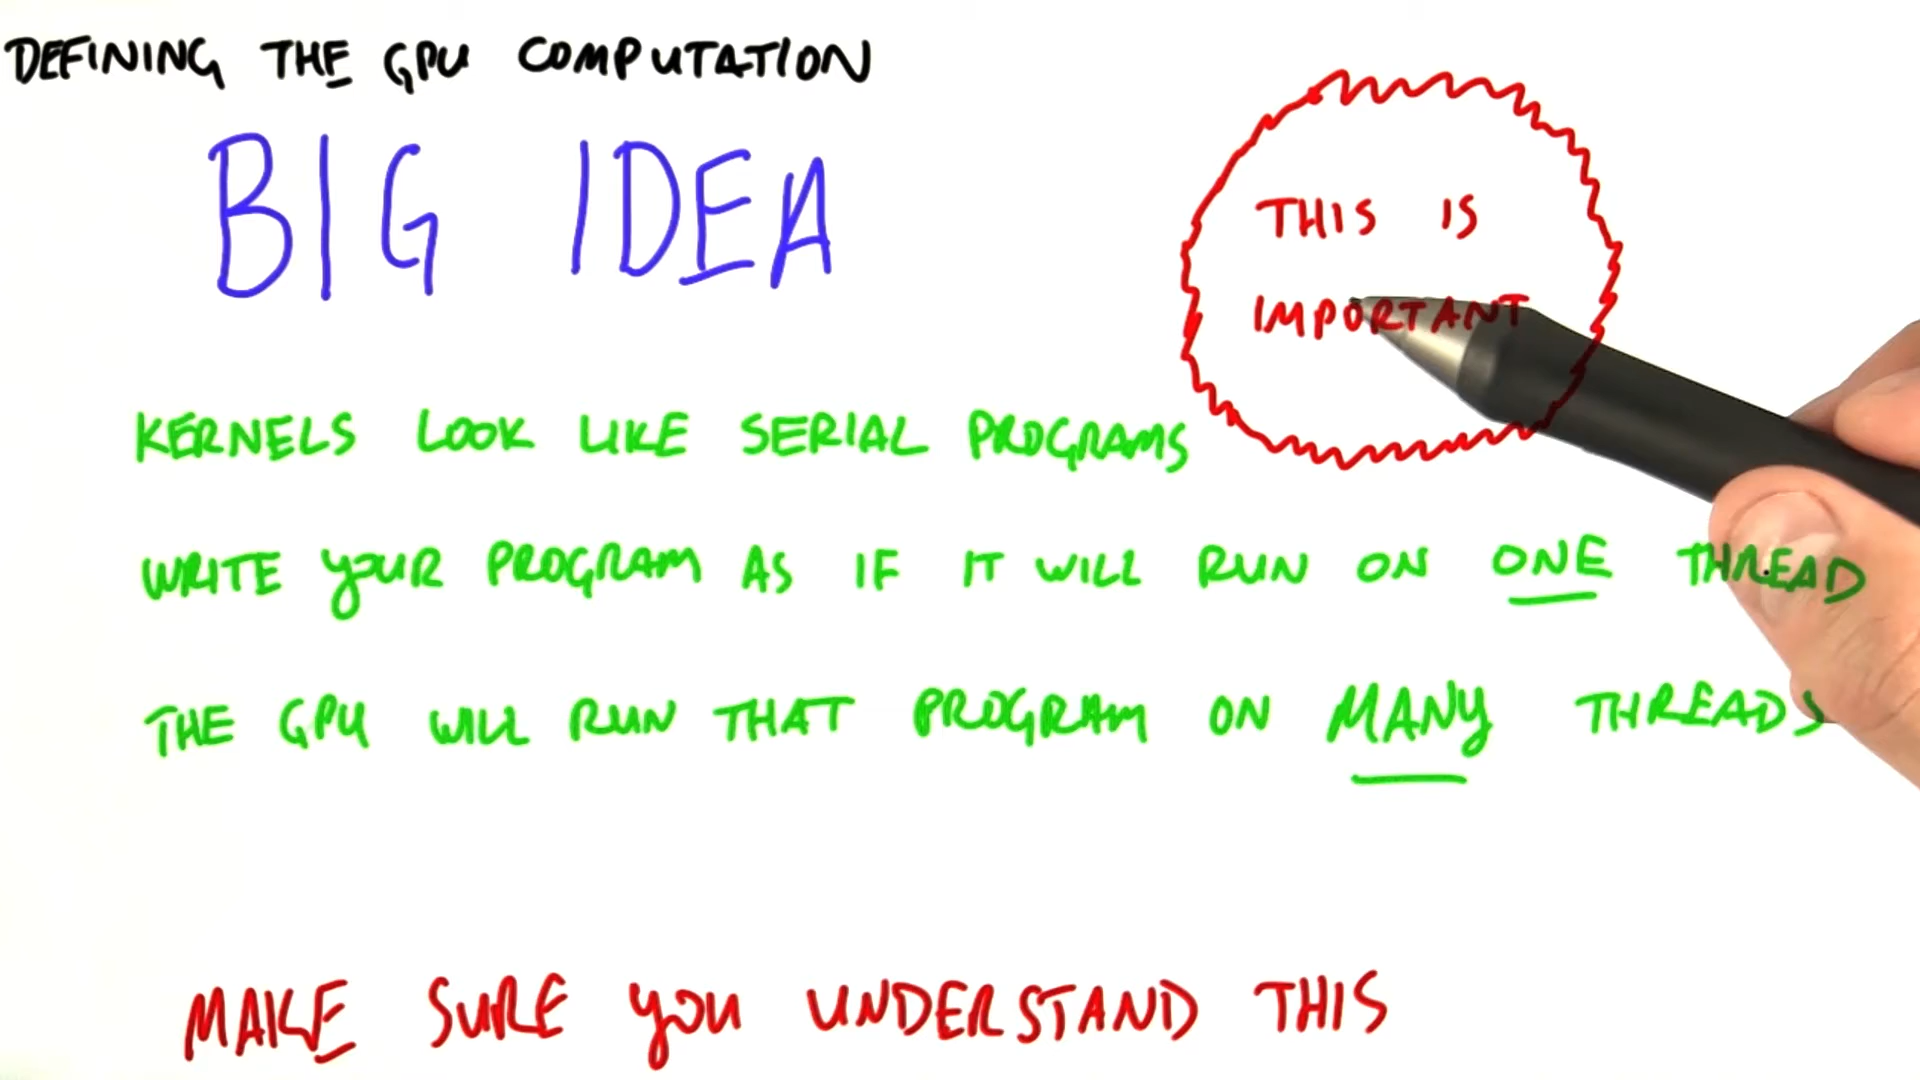 DEFINING THE GPU COMPUTATION
BIG IDEA
THIS IS
IMPORTANT
KERNELS LOOK LIKE SERIAL PROGRAMS
WRITE YOUR PROGRAM AS IF IT WILL RUN ON ONE THREAD
THE GPU WILL RUN THAT PROGRAM ON MANY THREADS
MAKE SURE YOU UNDERSTAND THIS